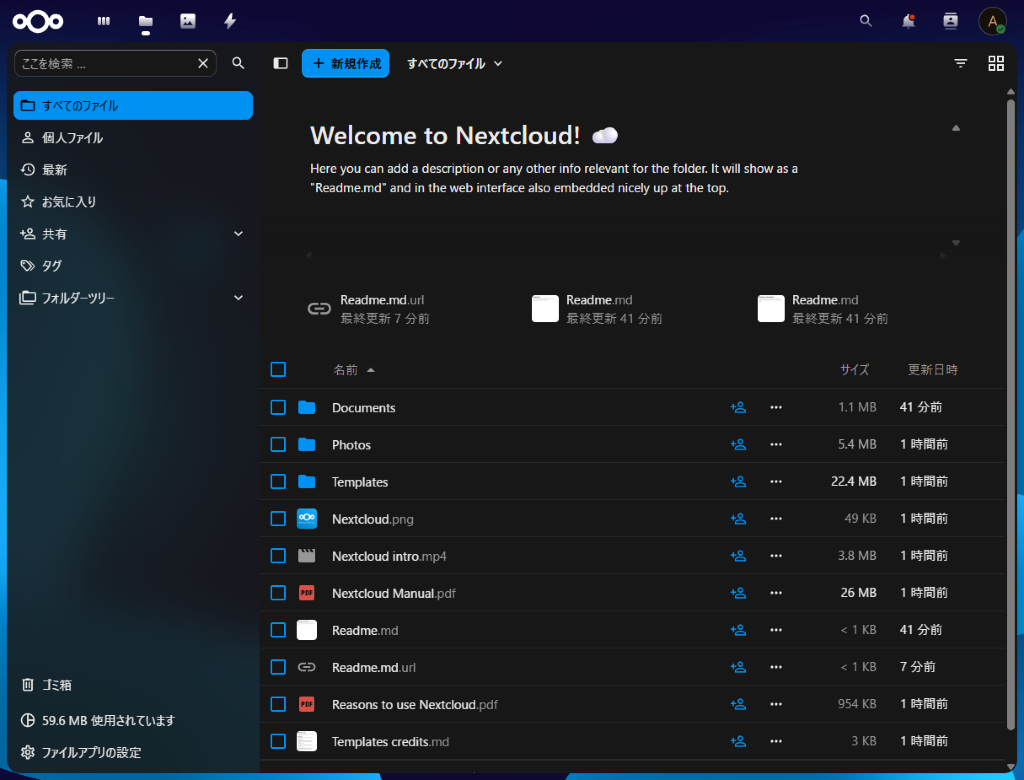 A
ここを検索 ...
新規作成
すべてのファイル
すべてのファイル
個人ファイル
最新
お気に入り
共有
タグ
フォルダーツリー
Welcome to Nextcloud!
Here you can add a description or any other info relevant for the folder. It will show as a
"Readme.md" and in the web interface also embedded nicely up at the top.
Readme.md.url
最終更新 7 分前
Readme.md
最終更新 41 分前
Readme.md
最終更新 41 分前
名前 サイズ 更新日時
Documents 1.1 MB 41 分前
Photos 5.4 MB 1 時間前
Templates 22.4 MB 1 時間前
Nextcloud.png 49 KB 1 時間前
Nextcloud intro.mp4 3.8 MB 1 時間前
PDF Nextcloud Manual.pdf 26 MB 1 時間前
Readme.md < 1 KB 41 分前
Readme.md.url < 1 KB 7 分前
PDF Reasons to use Nextcloud.pdf 954 KB 1 時間前
Templates credits.md 3 KB 1 時間前
ゴミ箱
59.6 MB 使用されています
ファイルアプリの設定